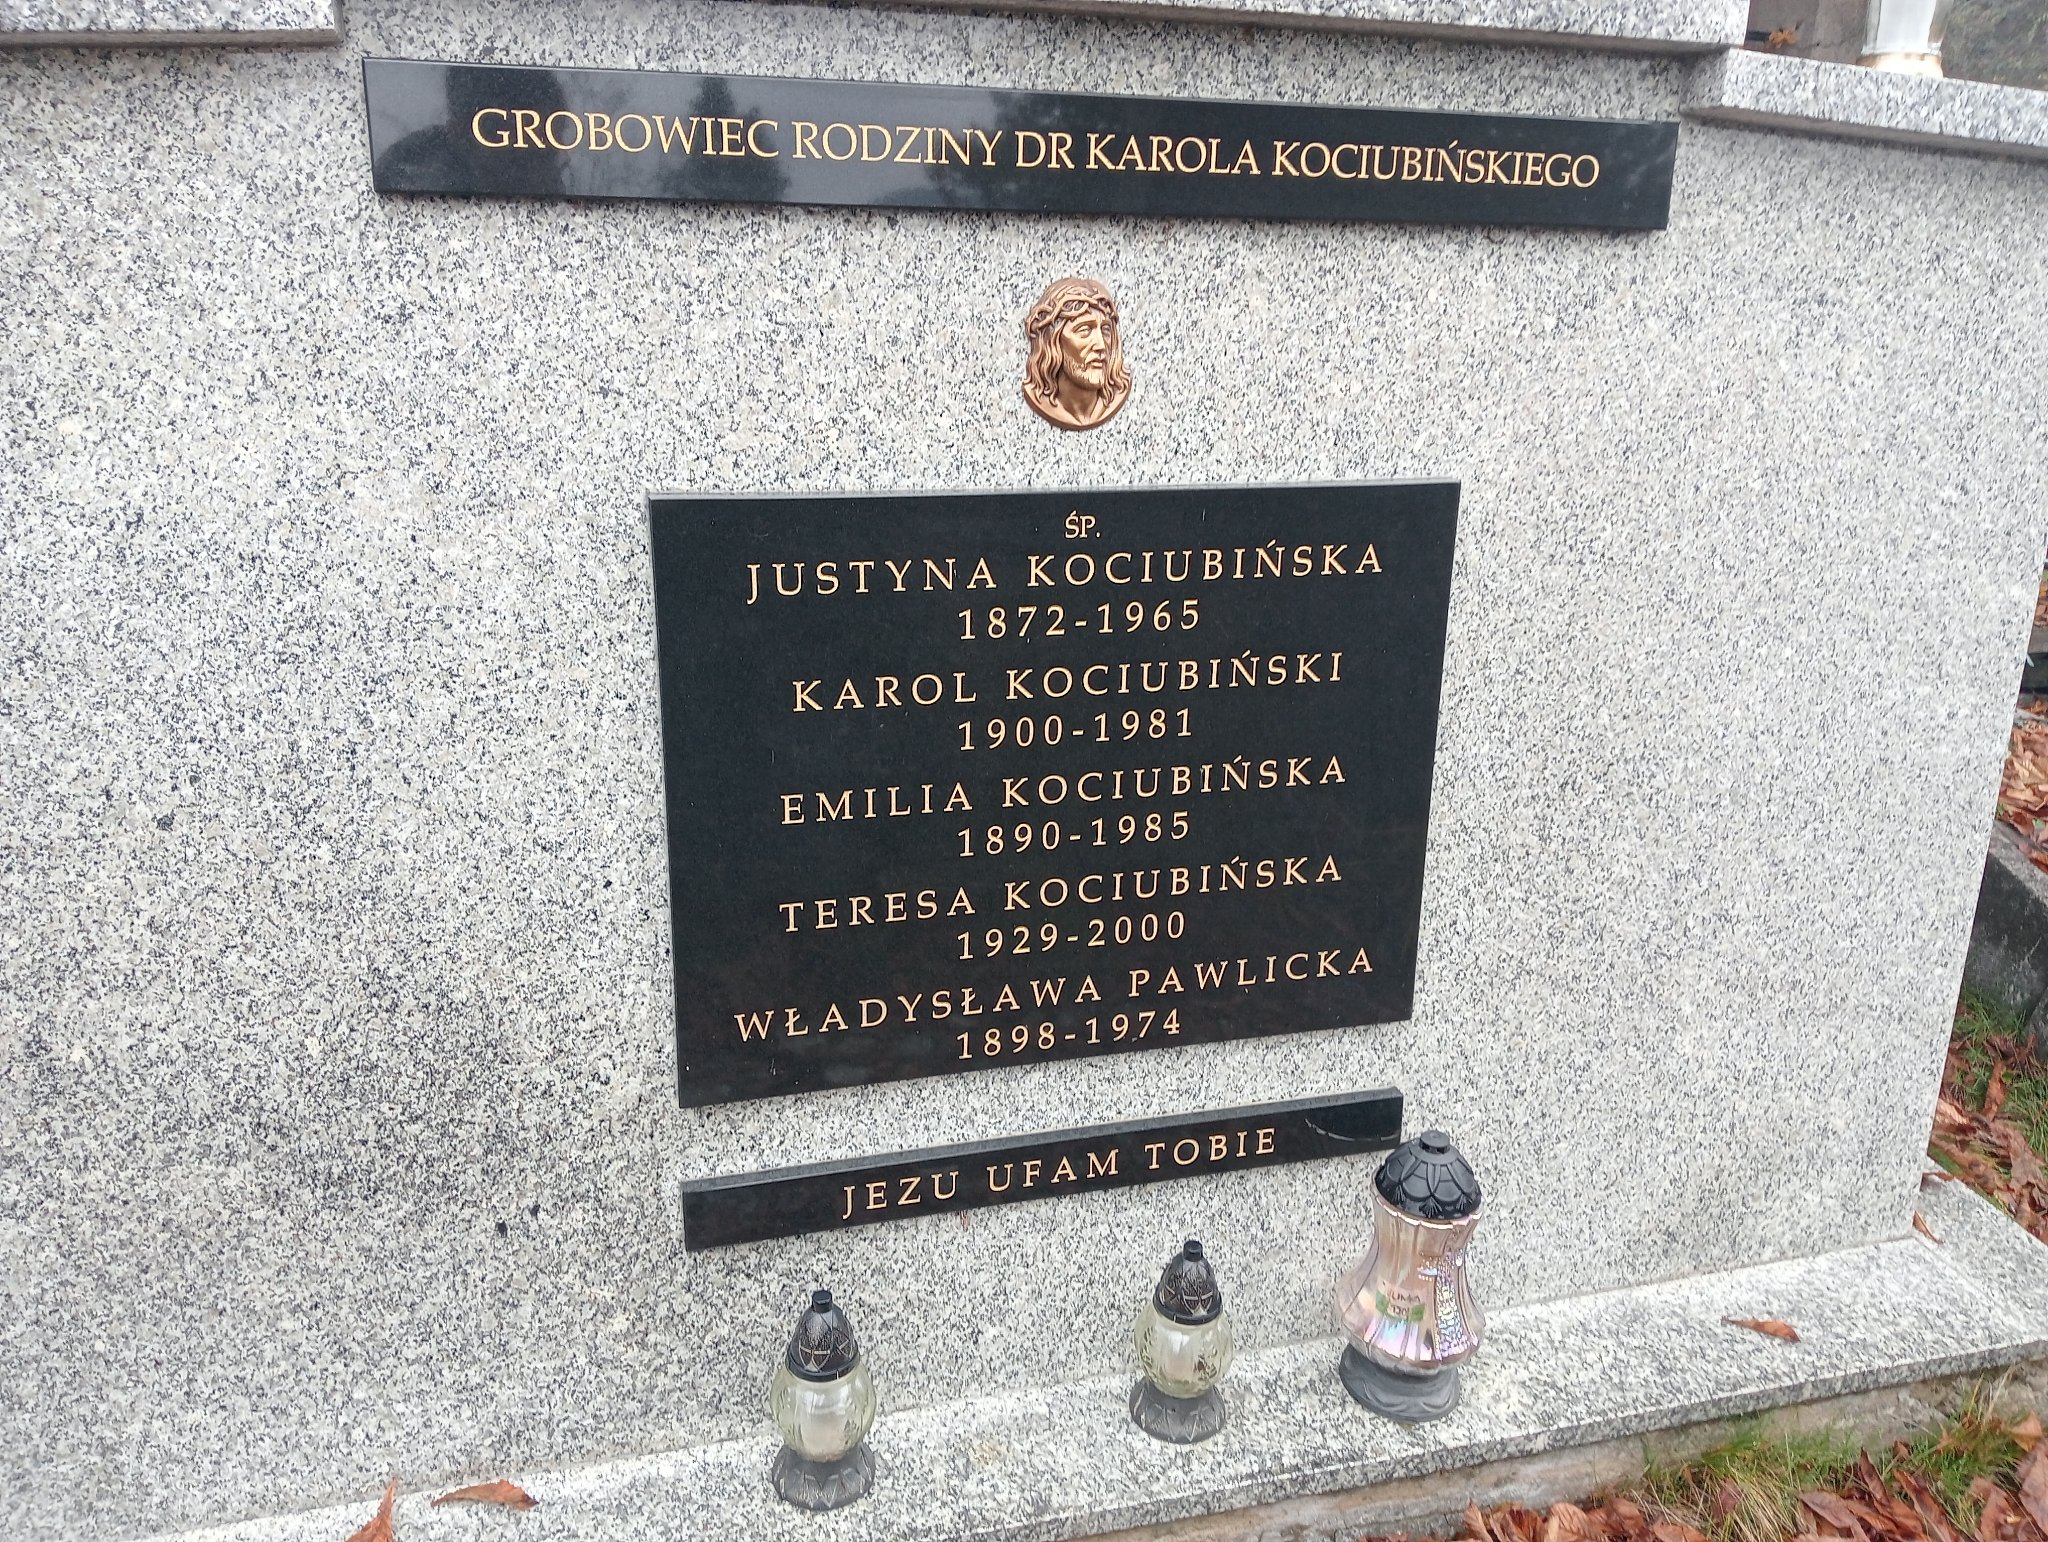 GROBOWIEC RODZINY DR KAROLA KOCIUBIŃSKIEGO
ŚP.
JUSTYNA KOCIUBIŃSKA
1872-1965
KAROL KOCIUBIŃSKI
1900-1981
EMILIA KOCIUBIŃSKA
1890-1985
TERESA KOCIUBIŃSKA
1929-2000
WŁADYSŁAWA PAWLICKA
1898-1974
JEZU UFAM TOBIE